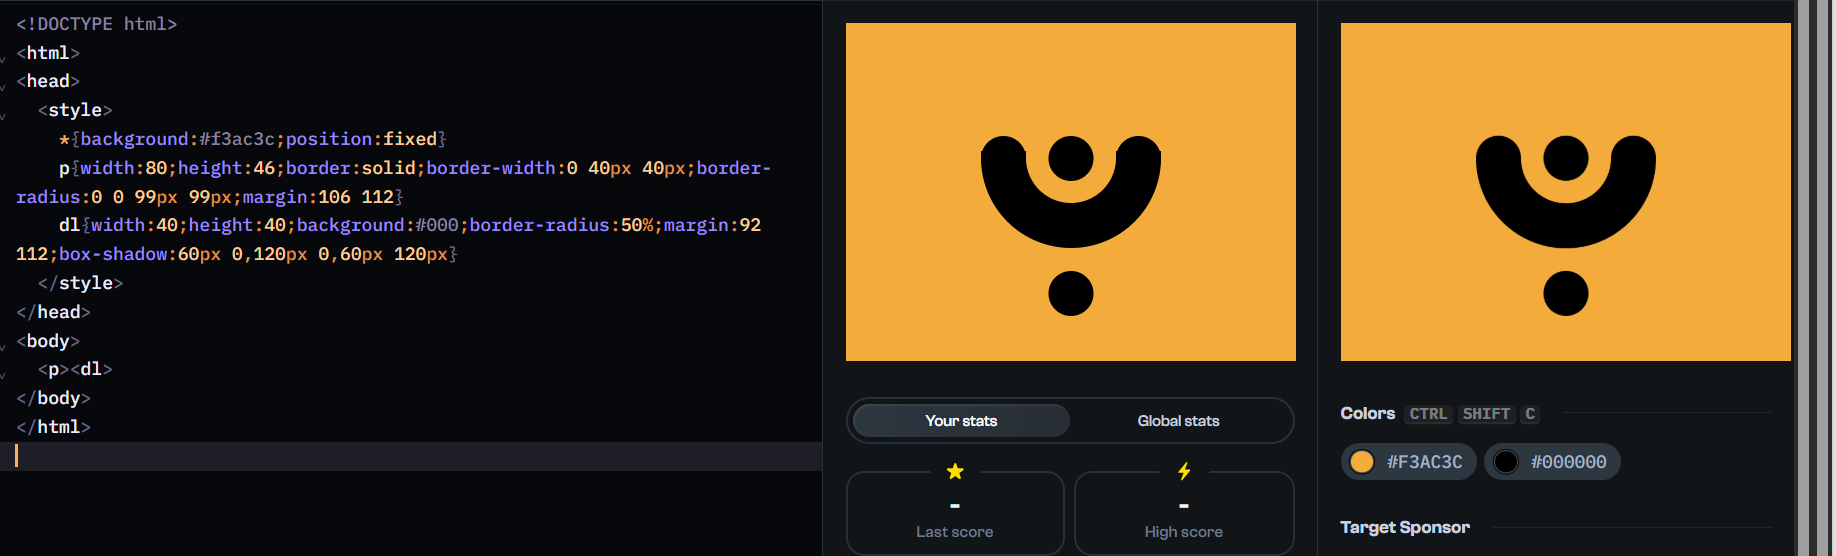 <!DOCTYPE html>
<html>
<head>
<style>
*{background:#f3ac3c;position:fixed}
p{width:80;height:46;border:solid;border-width:0 40px 40px;border-
radius:0 0 99px 99px;margin:106 112}
dl{width:40;height:40;background:#000;border-radius:50%;margin:92
112;box-shadow:60px 0,120px 0,60px 120px}
</style>
</head>
<body>
<p><dl>
</body>
</html>
Your stats
Global stats
-
Last score
-
High score
Colors CTRL SHIFT C
#F3AC3C
#000000
Target Sponsor